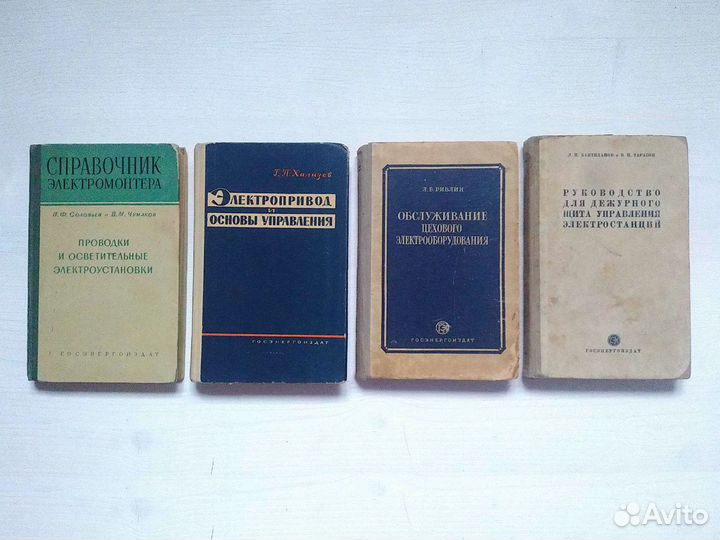 СПРАВОЧНИК
ЭЛЕКТРОМОНТЕРА
П.Ф. Соловьев и В.М. Чумаков
ПРОВОДКИ
И ОСВЕТИТЕЛЬНЫЕ
ЭЛЕКТРОУСТАНОВКИ
ГОСЭНЕРГОИЗДАТ
Г.П. Хализев
ЭЛЕКТРОПРИВОД
И
ОСНОВЫ УПРАВЛЕНИЯ
ГОСЭНЕРГОИЗДАТ
Л.Б. РИВЛИН
ОБСЛУЖИВАНИЕ
ЦЕХОВОГО
ЭЛЕКТРООБОРУДОВАНИЯ
ГОСЭНЕРГОИЗДАТ
Л. И. и В. Н.
РУКОВОДСТВО
ДЛЯ ДЕЖУРНОГО
ЩИТА УПРАВЛЕНИЯ
ЭЛЕКТРОСТАНЦИЙ
ГОСЭНЕРГОИЗДАТ
Avito